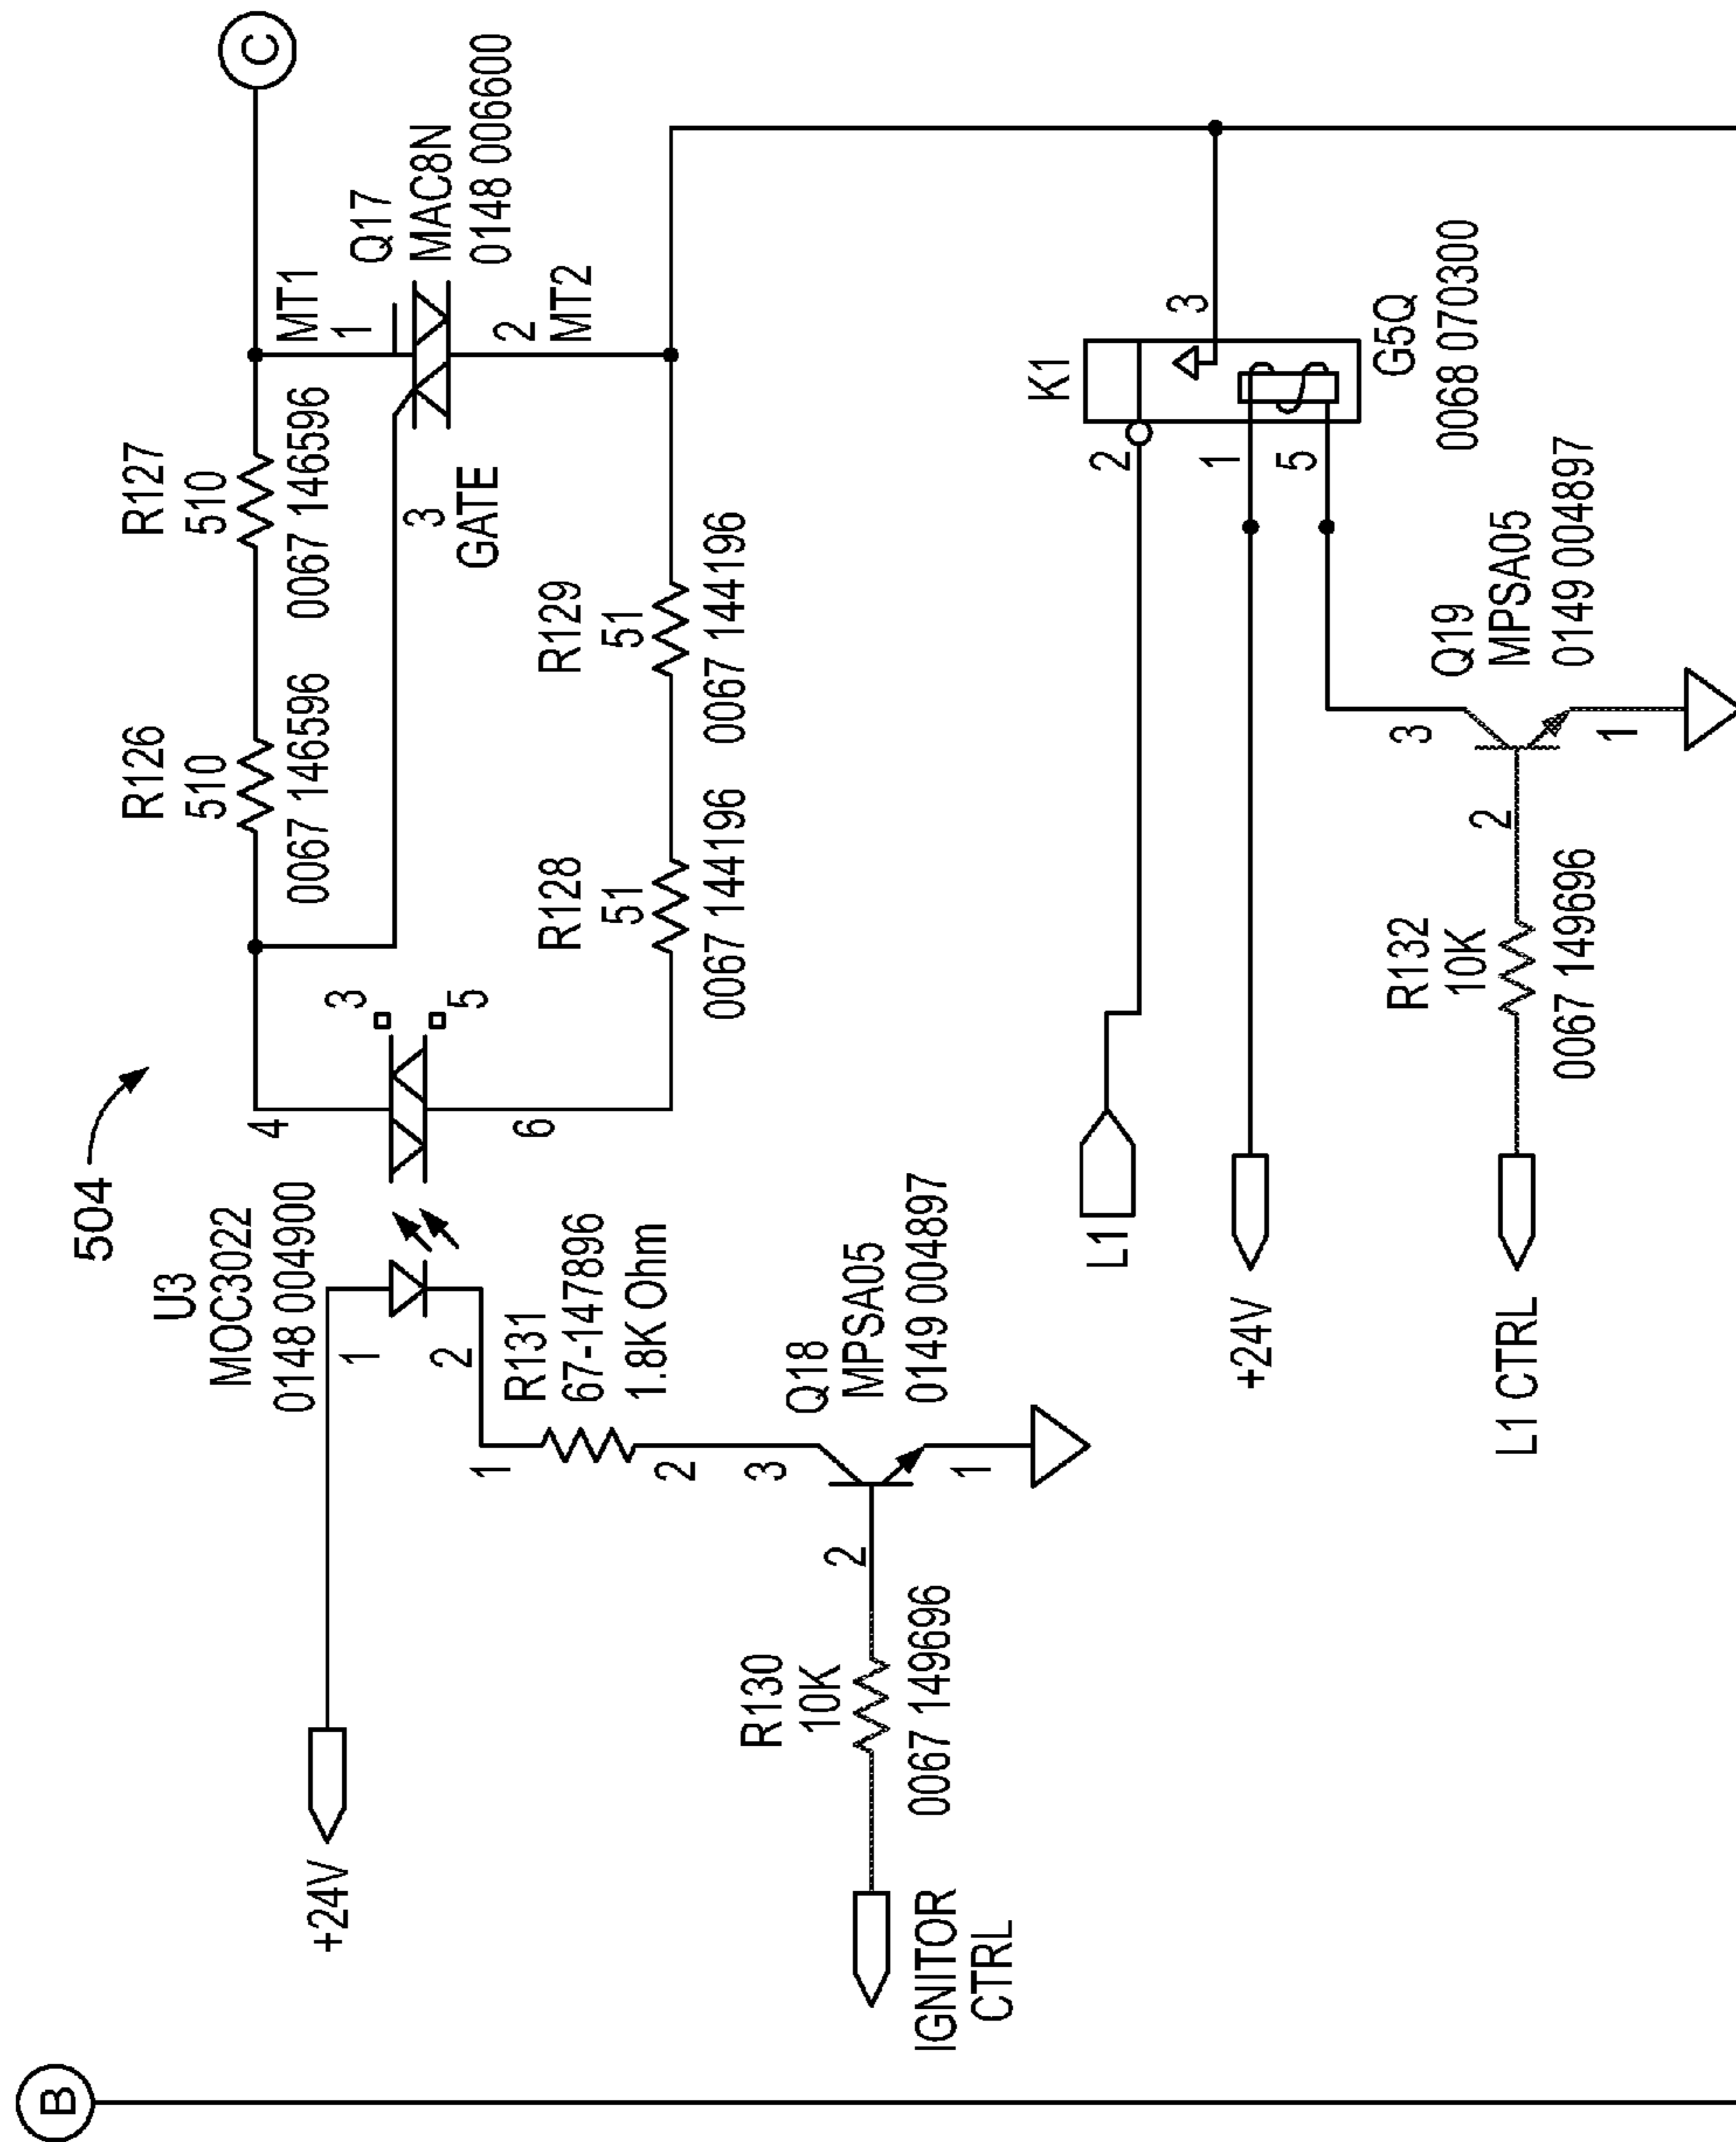 B
504
C
+24V
U3
MOC3022
0148 004900
1
2
4
6
3
5
R126
510
0067 146596
R127
510
0067 146596
MT1
1
Q17
MAC8N
0148 006600
3
GATE
2
MT2
R128
51
0067 144196
R129
51
0067 144196
R131
67-147896
1.8K Ohm
1
2
3
Q18
MPSA05
0149 004897
2
1
R130
10K
0067 149696
IGNITOR
CTRL
L1
K1
2
3
1
5
G5Q
0068 070300
+24V
Q19
MPSA05
0149 004897
3
2
1
R132
10K
0067 149696
L1 CTRL